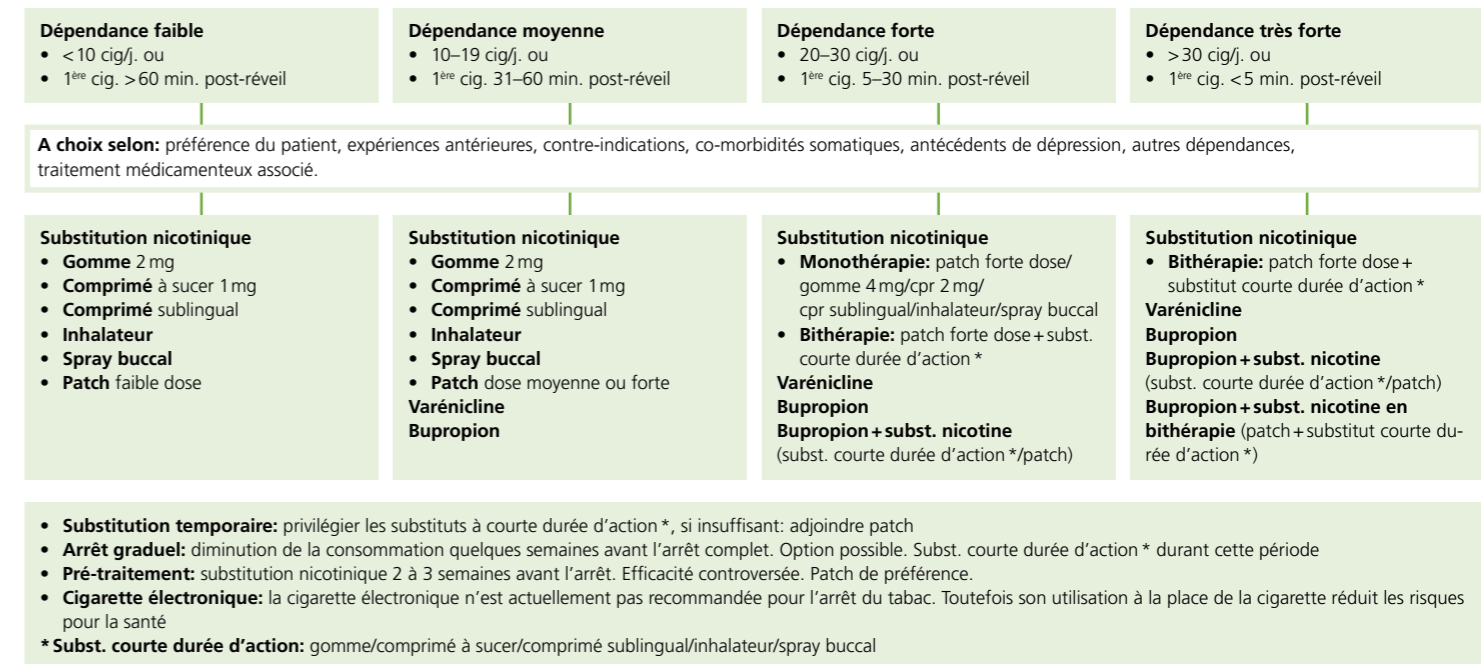 Dépendance faible
• <10 cig/j. ou
• 1ère cig. >60 min. post-réveil
Dépendance moyenne
• 10–19 cig/j. ou
• 1ère cig. 31–60 min. post-réveil
Dépendance forte
• 20–30 cig/j. ou
• 1ère cig. 5–30 min. post-réveil
Dépendance très forte
• >30 cig/j. ou
• 1ère cig. <5 min. post-réveil
A choix selon: préférence du patient, expériences antérieures, contre-indications, co-morbidités somatiques, antécédents de dépression, autres dépendances,
traitement médicamenteux associé.
Substitution nicotinique
• Gomme 2 mg
• Comprimé à sucer 1 mg
• Comprimé sublingual
• Inhalateur
• Spray buccal
• Patch faible dose
Substitution nicotinique
• Gomme 2 mg
• Comprimé à sucer 1 mg
• Comprimé sublingual
• Inhalateur
• Spray buccal
• Patch dose moyenne ou forte
Varénicline
Bupropion
Substitution nicotinique
• Monothérapie: patch forte dose/
gomme 4 mg/cpr 2 mg/
cpr sublingual/inhalateur/spray buccal
• Bithérapie: patch forte dose + subst.
courte durée d'action *
Varénicline
Bupropion
Bupropion + subst. nicotine
(subst. courte durée d'action */patch)
Substitution nicotinique
• Bithérapie: patch forte dose +
substitut courte durée d'action *
Varénicline
Bupropion
Bupropion + subst. nicotine
(subst. courte durée d'action */patch)
Bupropion + subst. nicotine en
bithérapie (patch + substitut courte du-
rée d'action *)
• Substitution temporaire: privilégier les substituts à courte durée d'action *, si insuffisant: adjoindre patch
• Arrêt graduel: diminution de la consommation quelques semaines avant l'arrêt complet. Option possible. Subst. courte durée d'action * durant cette période
• Pré-traitement: substitution nicotinique 2 à 3 semaines avant l'arrêt. Efficacité controversée. Patch de préférence.
• Cigarette électronique: la cigarette électronique n'est actuellement pas recommandée pour l'arrêt du tabac. Toutefois son utilisation à la place de la cigarette réduit les risques
pour la santé
* Subst. courte durée d'action: gomme/comprimé à sucer/comprimé sublingual/inhalateur/spray buccal